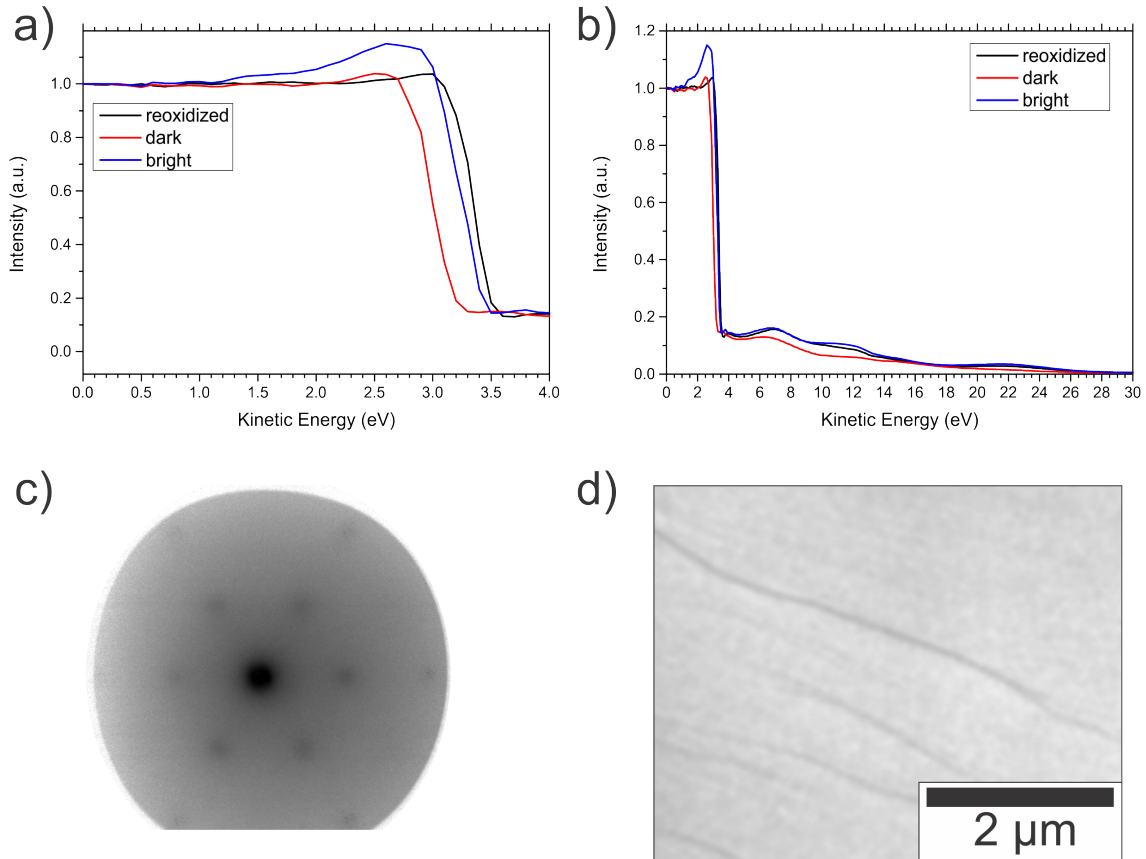 a)
1.0
0.8
0.6
0.4
0.2
0.0
Intensity (a.u.)
reoxidized
dark
bright
0.0 0.5 1.0 1.5 2.0 2.5 3.0 3.5 4.0
Kinetic Energy (eV)
b)
1.2
1.0
0.8
0.6
0.4
0.2
0.0
Intensity (a.u.)
reoxidized
dark
bright
0 2 4 6 8 10 12 14 16 18 20 22 24 26 28 30
Kinetic Energy (eV)
c)
d)
2 μm